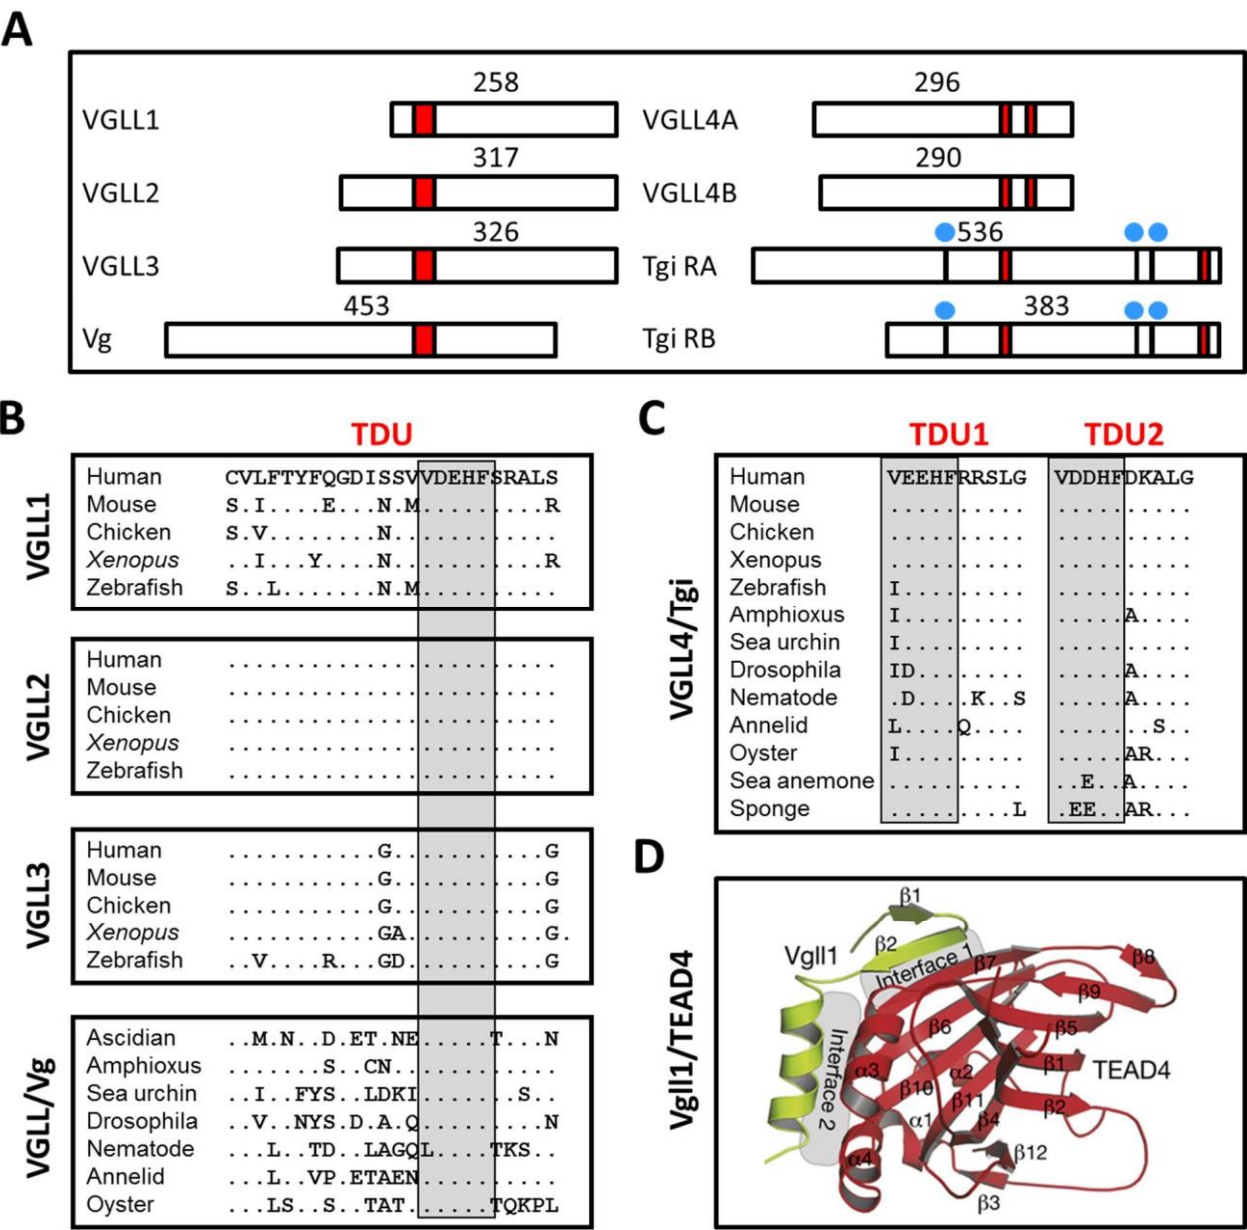 A
VGLL1
258
VGLL4A
296
VGLL2
317
VGLL4B
290
VGLL3
326
Tgi RA
536
Vg
453
Tgi RB
383
B
TDU
VGLL1
Human CVLFTYFQGDISSVVDEHFSRALS
Mouse S.I....E...N.M.........R
Chicken S.V........N............
Xenopus ..I...Y....N...........R
Zebrafish S..L.......N.M..........
VGLL2
Human ........................
Mouse ........................
Chicken ........................
Xenopus ........................
Zebrafish ........................
VGLL3
Human ...........G...........G
Mouse ...........G...........G
Chicken ...........G...........G
Xenopus ...........GA..........G.
Zebrafish ..V....R...GD..........G
VGLL/Vg
Ascidian ..M.N..D.ET.NE.....T...N
Amphioxus .......S..CN............
Sea urchin ..I..FYS..LDKI.......S..
Drosophila ..V..NYS.D.A.Q.........N
Nematode ...L..TD..LAGQL....TKS..
Annelid ...L..VP.ETAEN..........
Oyster ...LS..S..TAT......TQKPL
C
TDU1 TDU2
VGLL4/Tgi
Human VEEHFRRSLG VDDHFDKALG
Mouse .......... ..........
Chicken .......... ..........
Xenopus .......... ..........
Zebrafish I......... ..........
Amphioxus I......... .....A....
Sea urchin I......... ..........
Drosophila ID........ .....A....
Nematode .D....K..S .....A....
Annelid L....Q.... .......S..
Oyster I......... .....AR...
Sea anemone .......... ..E..A....
Sponge .........L .EE..AR...
D
Vgll1/TEAD4
β1
Vgll1
β2
Interface 1
β7
β8
β9
Interface 2
β6
β5
α3
α2
β1
TEAD4
β10
β11
β2
α1
β4
α4
β12
β3